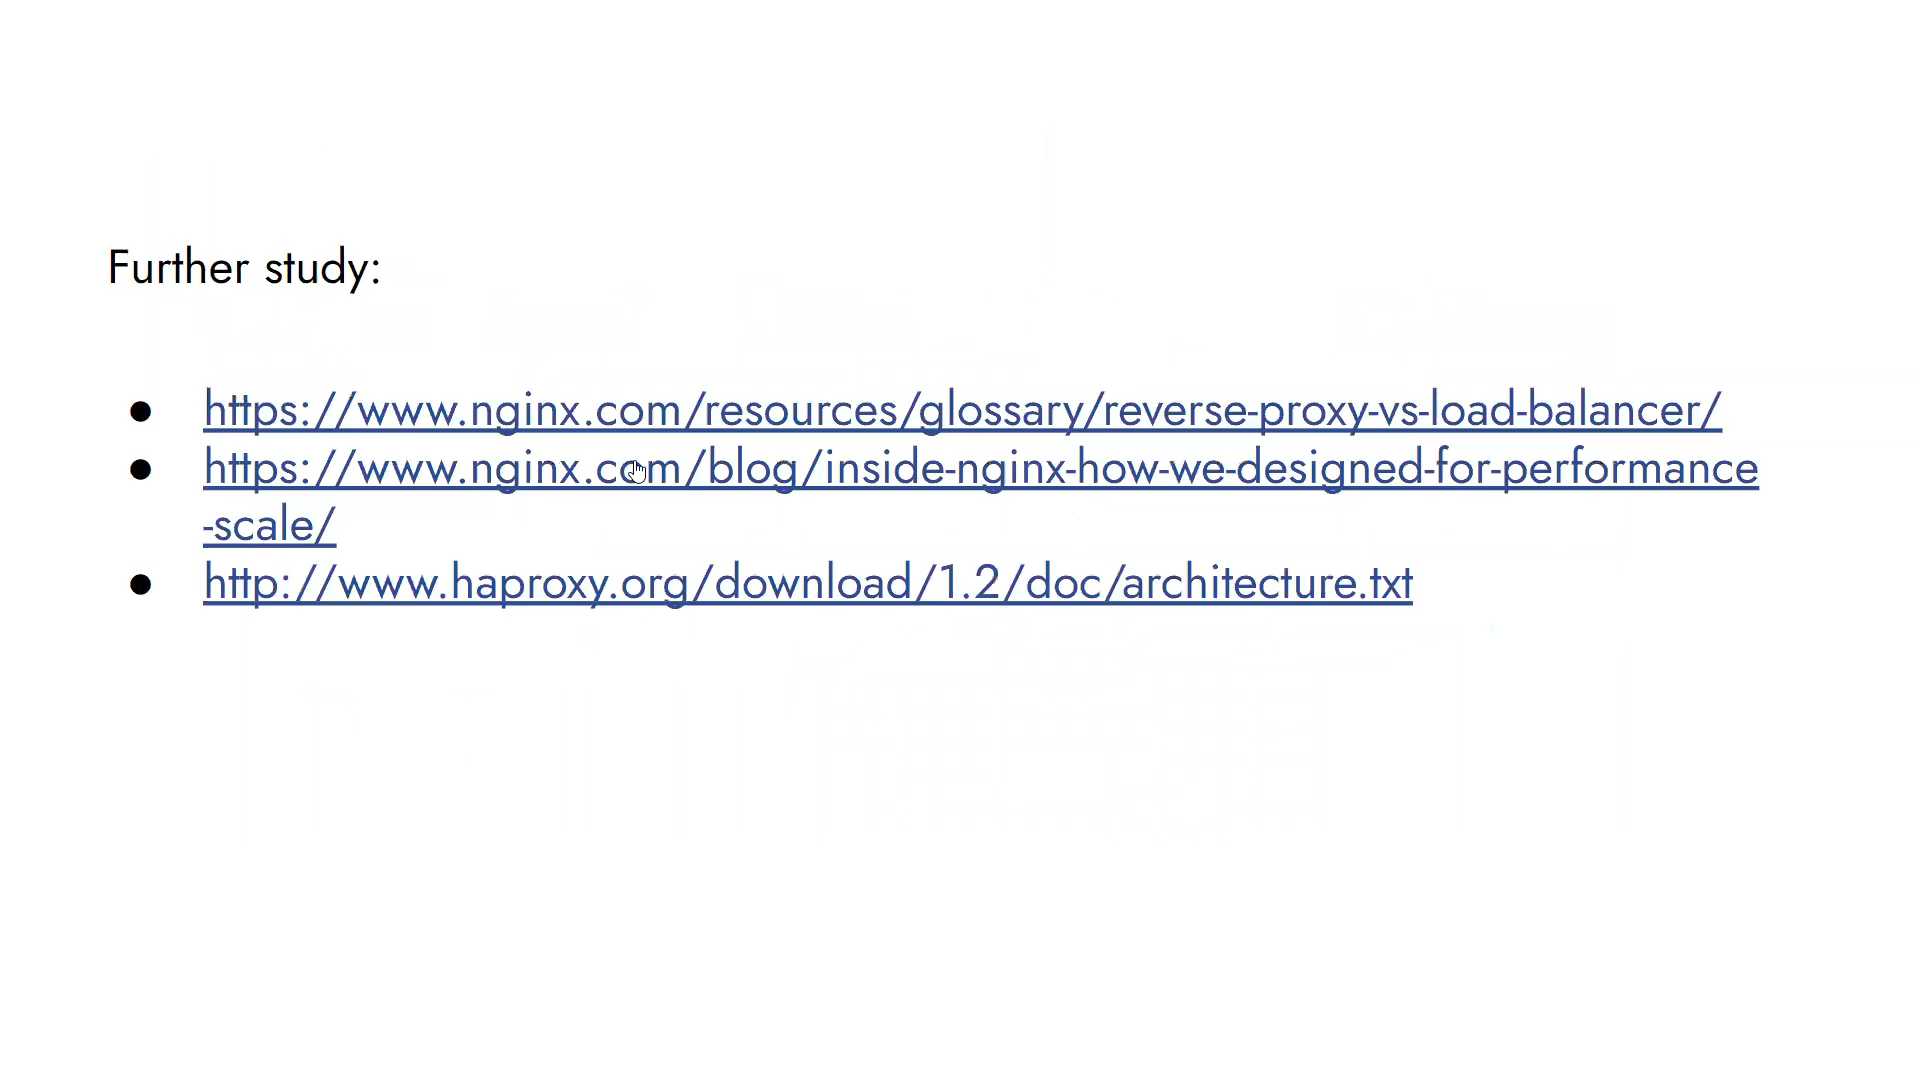 Further study:
● https://www.nginx.com/resources/glossary/reverse-proxy-vs-load-balancer/
● https://www.nginx.com/blog/inside-nginx-how-we-designed-for-performance
-scale/
● http://www.haproxy.org/download/1.2/doc/architecture.txt